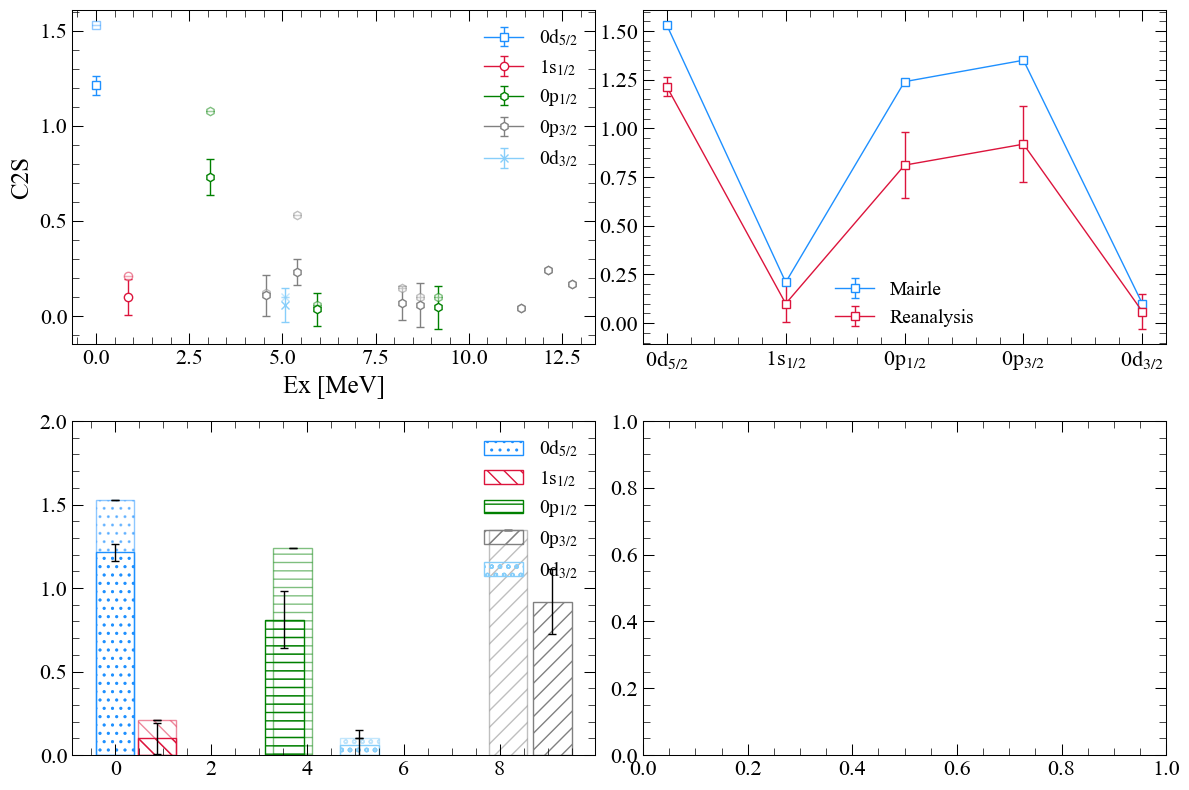 C2S
1.5
1.0
0.5
0.0
0.0
2.5
5.0
7.5
10.0
12.5
Ex [MeV]
0d5/2
1s1/2
0p1/2
0p3/2
0d3/2
1.50
1.25
1.00
0.75
0.50
0.25
0.00
0d5/2
1s1/2
0p1/2
0p3/2
0d3/2
Mairle
Reanalysis
2.0
1.5
1.0
0.5
0.0
0
2
4
6
8
0d5/2
1s1/2
0p1/2
0p3/2
0d3/2
1.0
0.8
0.6
0.4
0.2
0.0
0.0
0.2
0.4
0.6
0.8
1.0